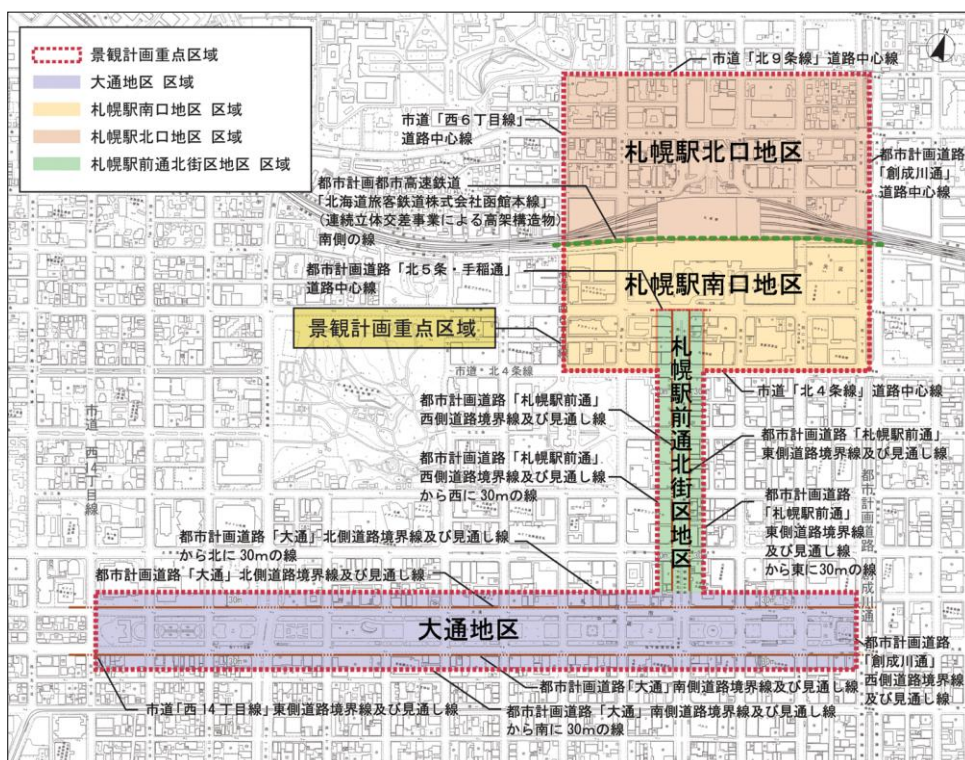 景観計画重点区域
大通地区 区域
札幌駅南口地区 区域
札幌駅北口地区 区域
札幌駅前通北街区地区 区域
N
市道「北9条線」道路中心線
市道「西6丁目線」
道路中心線
札幌駅北口地区
都市計画道路
「創成川通」
道路中心線
都市計画都市高速鉄道
「北海道旅客鉄道株式会社函館本線」
(連続立体交差事業による高架構造物)
南側の線
都市計画道路「北5条・手稲通」
道路中心線
札幌駅南口地区
景観計画重点区域
市道・北4条線
市道「北4条線」道路中心線
札幌駅前通北街区地区
都市計画道路「札幌駅前通」
西側道路境界線及び見通し線
都市計画道路「札幌駅前通」
東側道路境界線及び見通し線
都市計画道路「札幌駅前通」
西側道路境界線及び見通し線
から西に30mの線
都市計画道路
「札幌駅前通」
東側道路境界線
及び見通し線
から東に30mの線
市道 西14丁目線
都市計画道路 創成川通
都市計画道路「大通」北側道路境界線及び見通し線
から北に30mの線
都市計画道路「大通」北側道路境界線及び見通し線
30m
大通地区
都市計画道路
「創成川通」
西側道路境界線
及び見通し線
都市計画道路「大通」南側道路境界線及び見通し線
市道「西14丁目線」東側道路境界線及び見通し線
都市計画道路「大通」南側道路境界線及び見通し線
から南に30mの線